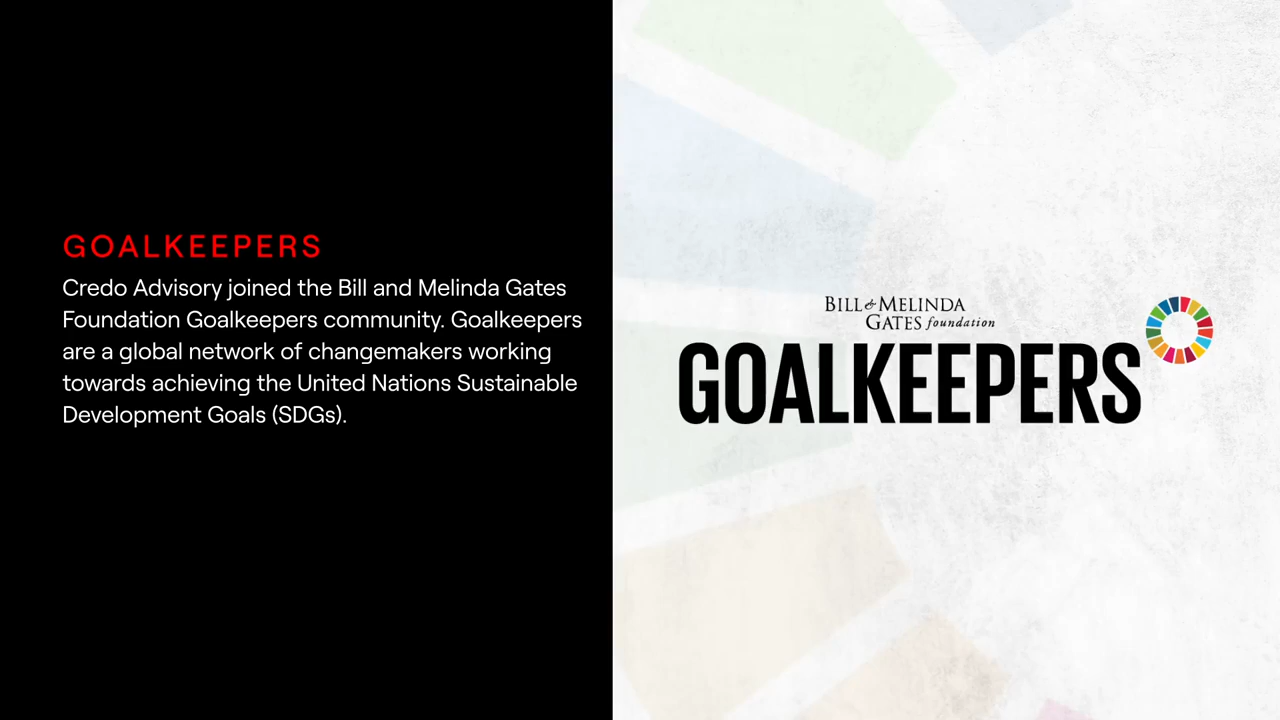 GOALKEEPERS
Credo Advisory joined the Bill and Melinda Gates
Foundation Goalkeepers community. Goalkeepers
are a global network of changemakers working
towards achieving the United Nations Sustainable
Development Goals (SDGs).
BILL & MELINDA
GATES foundation
GOALKEEPERS